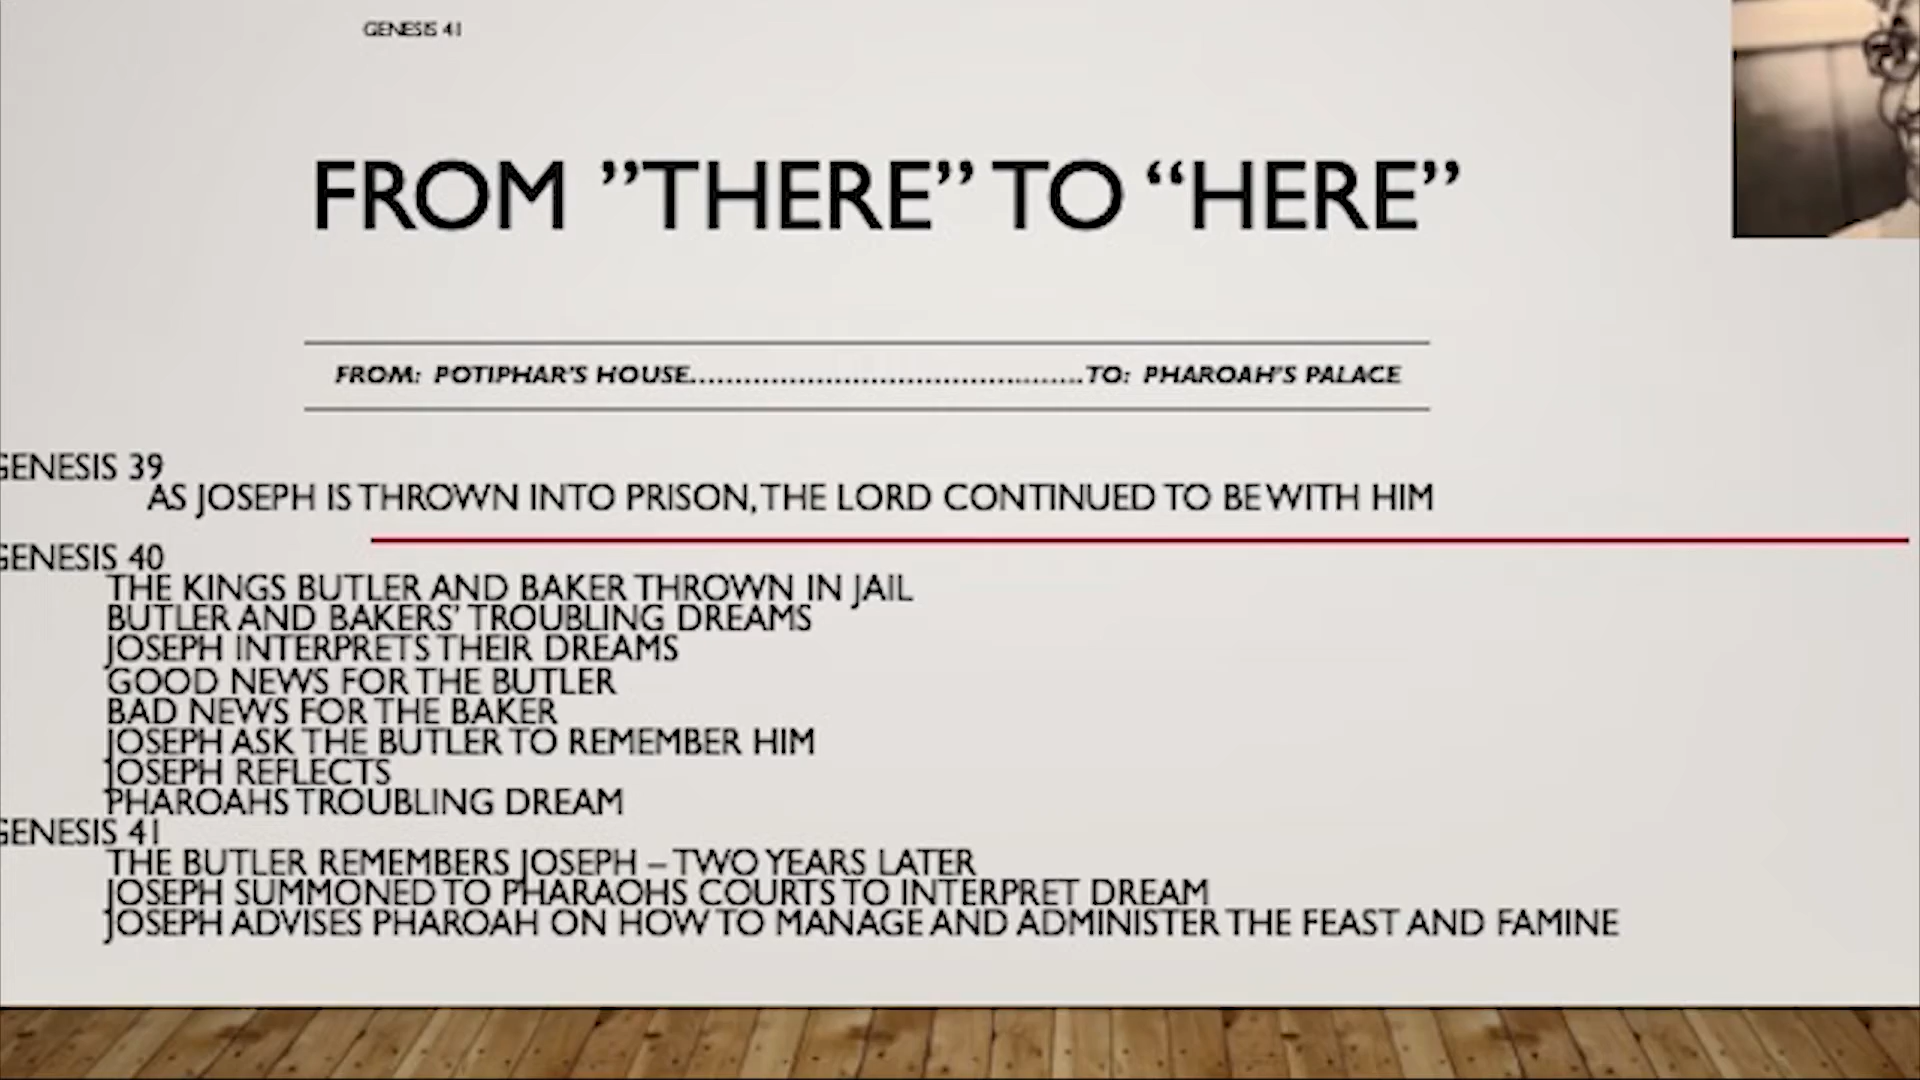 GENESIS 41
FROM ”THERE” TO “HERE”
FROM: POTIPHAR'S HOUSE............................................TO: PHAROAH'S PALACE
GENESIS 39
AS JOSEPH IS THROWN INTO PRISON, THE LORD CONTINUED TO BE WITH HIM
GENESIS 40
THE KINGS BUTLER AND BAKER THROWN IN JAIL
BUTLER AND BAKERS' TROUBLING DREAMS
JOSEPH INTERPRETS THEIR DREAMS
GOOD NEWS FOR THE BUTLER
BAD NEWS FOR THE BAKER
JOSEPH ASK THE BUTLER TO REMEMBER HIM
JOSEPH REFLECTS
PHAROAHS TROUBLING DREAM
GENESIS 41
THE BUTLER REMEMBERS JOSEPH – TWO YEARS LATER
JOSEPH SUMMONED TO PHARAOHS COURTS TO INTERPRET DREAM
JOSEPH ADVISES PHAROAH ON HOW TO MANAGE AND ADMINISTER THE FEAST AND FAMINE